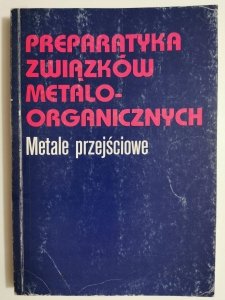 PREPARATYKA
ZWIĄZKÓW
METALO-
ORGANICZNYCH
Metale przejściowe